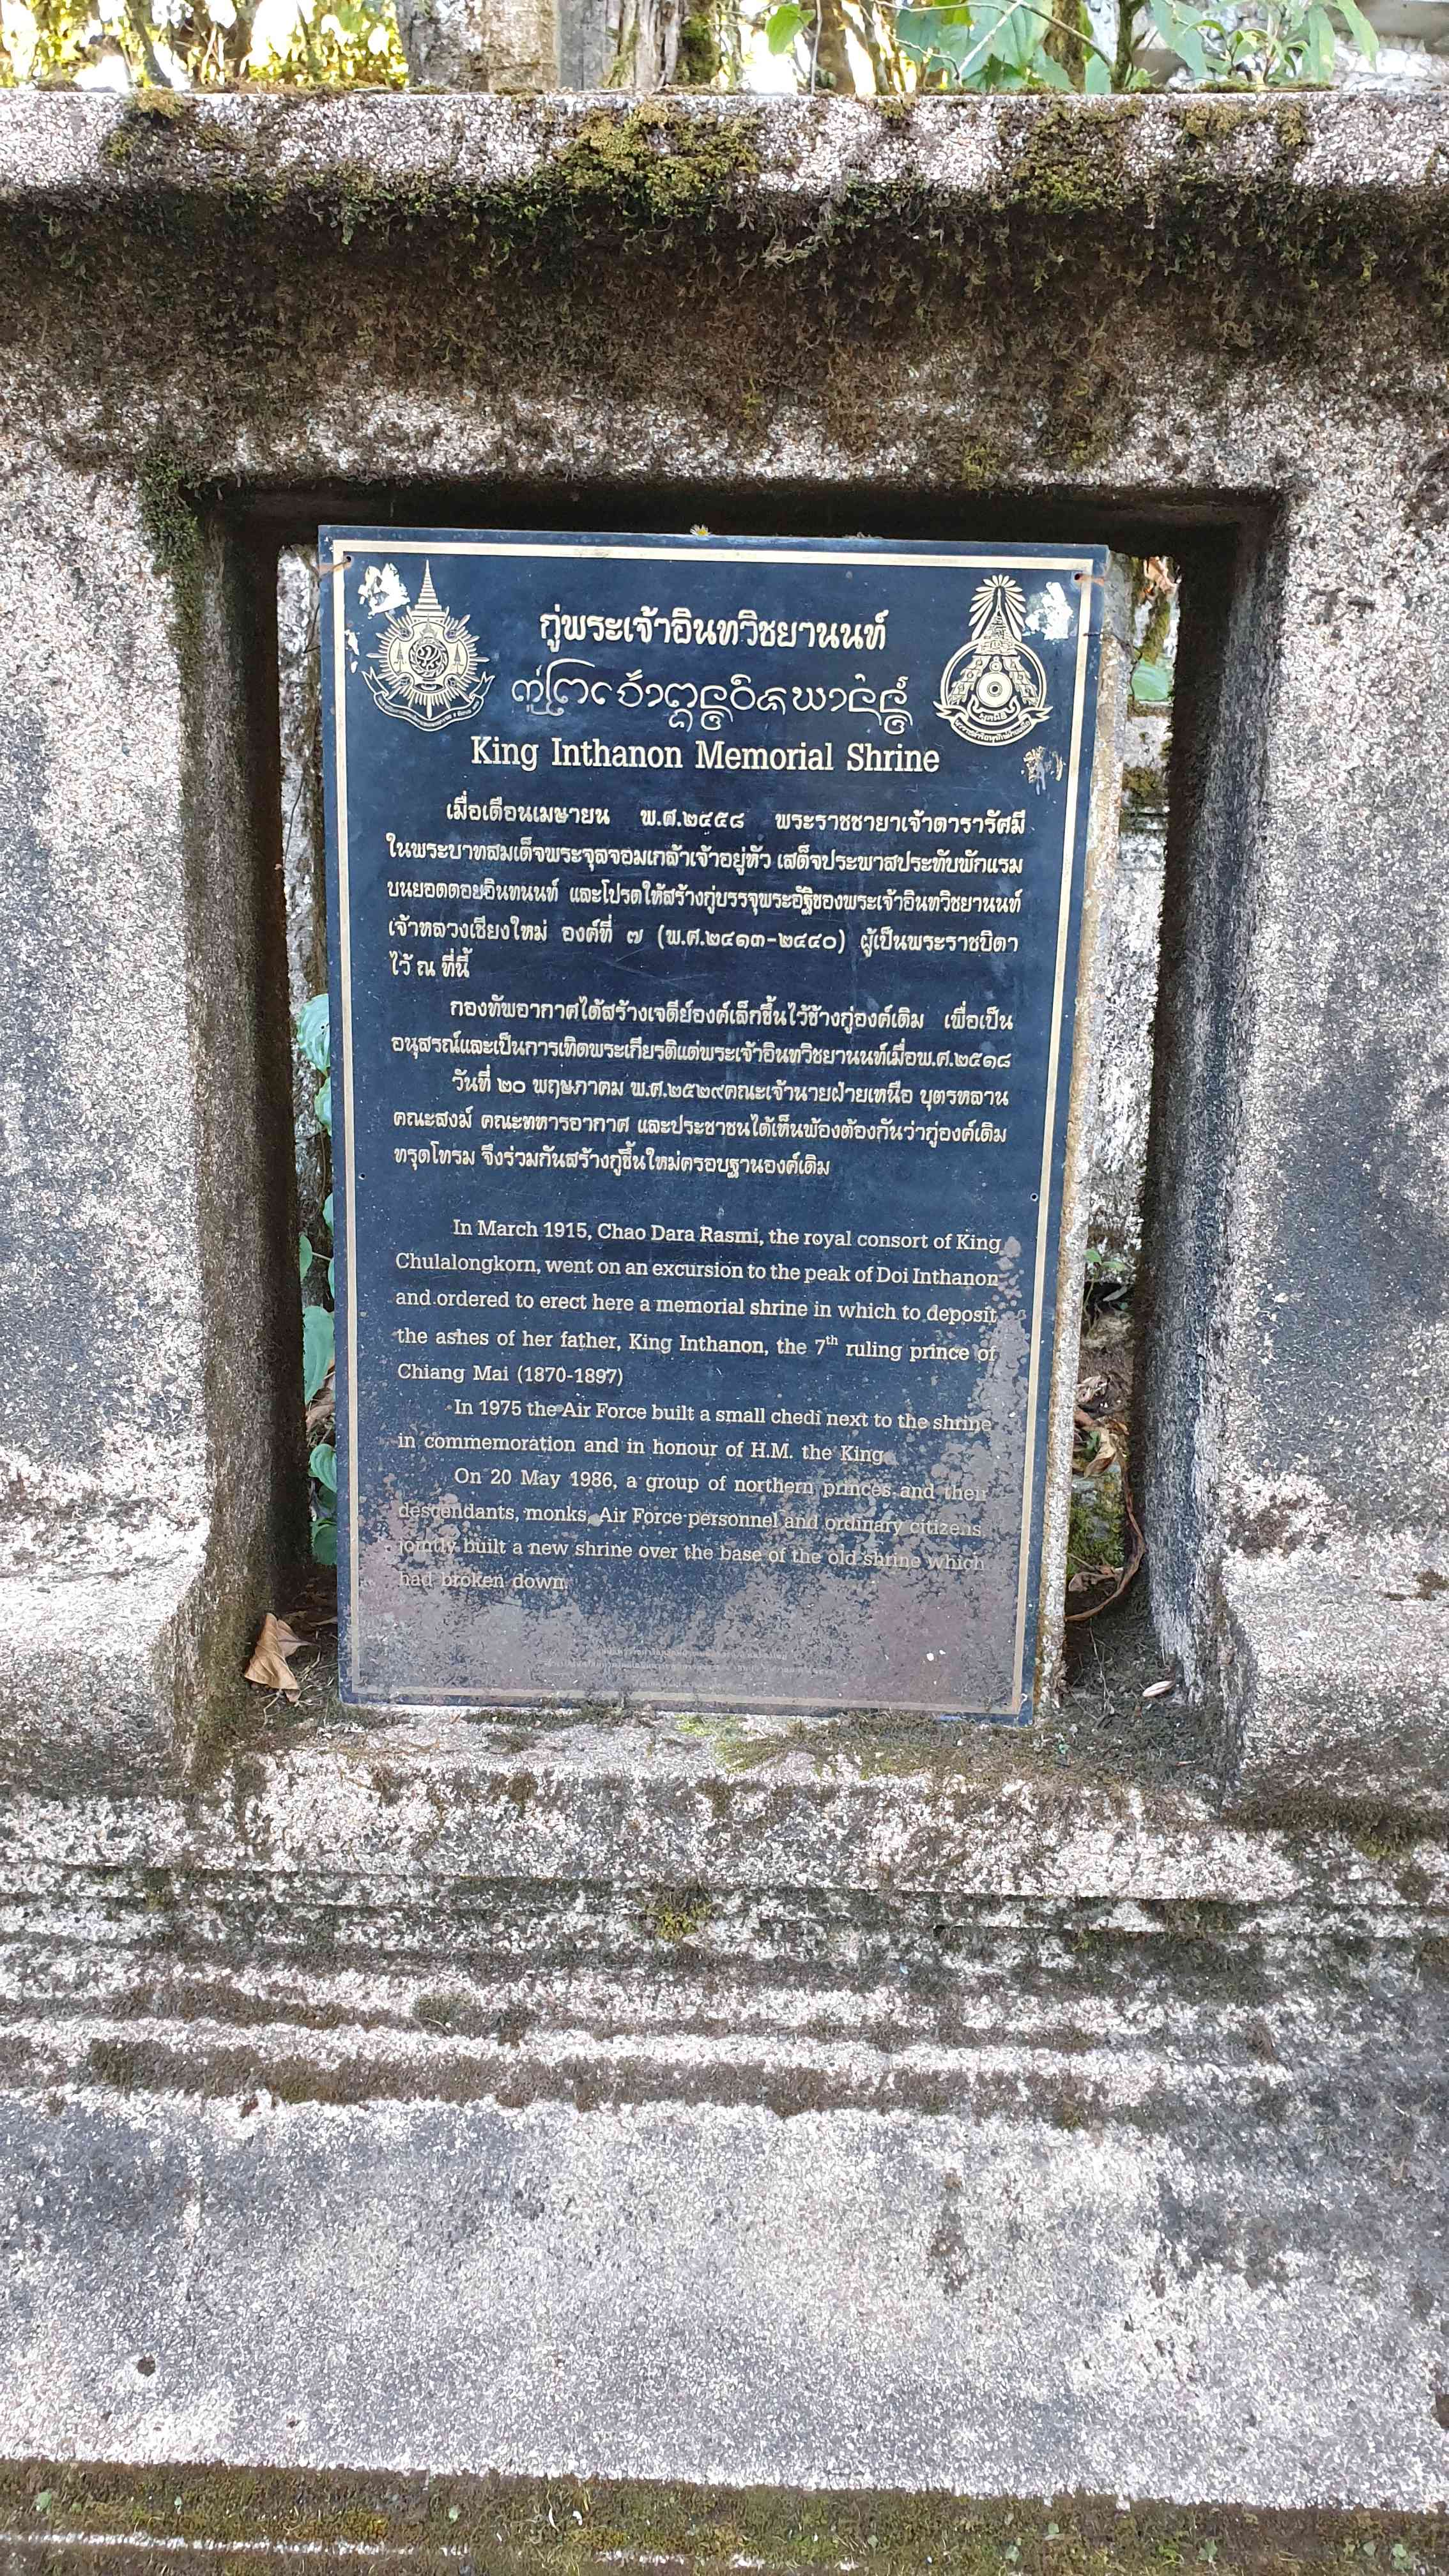 กู่พระเจ้าอินทวิชยานนท์
King Inthanon Memorial Shrine
เมื่อเดือนเมษายน พ.ศ.๒๔๕๘ พระราชชายาเจ้าดารารัศมี
ในพระบาทสมเด็จพระจุลจอมเกล้าเจ้าอยู่หัว เสด็จประพาสประทับพักแรม
บนยอดดอยอินทนนท์ และโปรดให้สร้างกู่บรรจุพระอัฐิของพระเจ้าอินทวิชยานนท์
เจ้าหลวงเชียงใหม่ องค์ที่ ๗ (พ.ศ.๒๔๑๓-๒๔๔๐) ผู้เป็นพระราชบิดา
ไว้ ณ ที่นี้
กองทัพอากาศได้สร้างเจดีย์องค์เล็กขึ้นไว้ข้างกู่องค์เดิม เพื่อเป็น
อนุสรณ์และเป็นการเทิดพระเกียรติแด่พระเจ้าอินทวิชยานนท์เมื่อพ.ศ.๒๕๑๘
วันที่ ๒๐ พฤษภาคม พ.ศ.๒๕๒๙คณะเจ้านายฝ่ายเหนือ บุตรหลาน
คณะสงฆ์ คณะทหารอากาศ และประชาชนได้เห็นพ้องต้องกันว่ากู่องค์เดิม
ทรุดโทรม จึงร่วมกันสร้างกู่ขึ้นใหม่ครอบฐานองค์เดิม
In March 1915, Chao Dara Rasmi, the royal consort of King
Chulalongkorn, went on an excursion to the peak of Doi Inthanon
and ordered to erect here a memorial shrine in which to deposit
the ashes of her father, King Inthanon, the 7th ruling prince of
Chiang Mai (1870-1897)
In 1975 the Air Force built a small chedi next to the shrine
in commemoration and in honour of H.M. the King
On 20 May 1986, a group of northern princes and their
descendants, monks, Air Force personnel and ordinary citizens
jointly built a new shrine over the base of the old shrine which
had broken down.